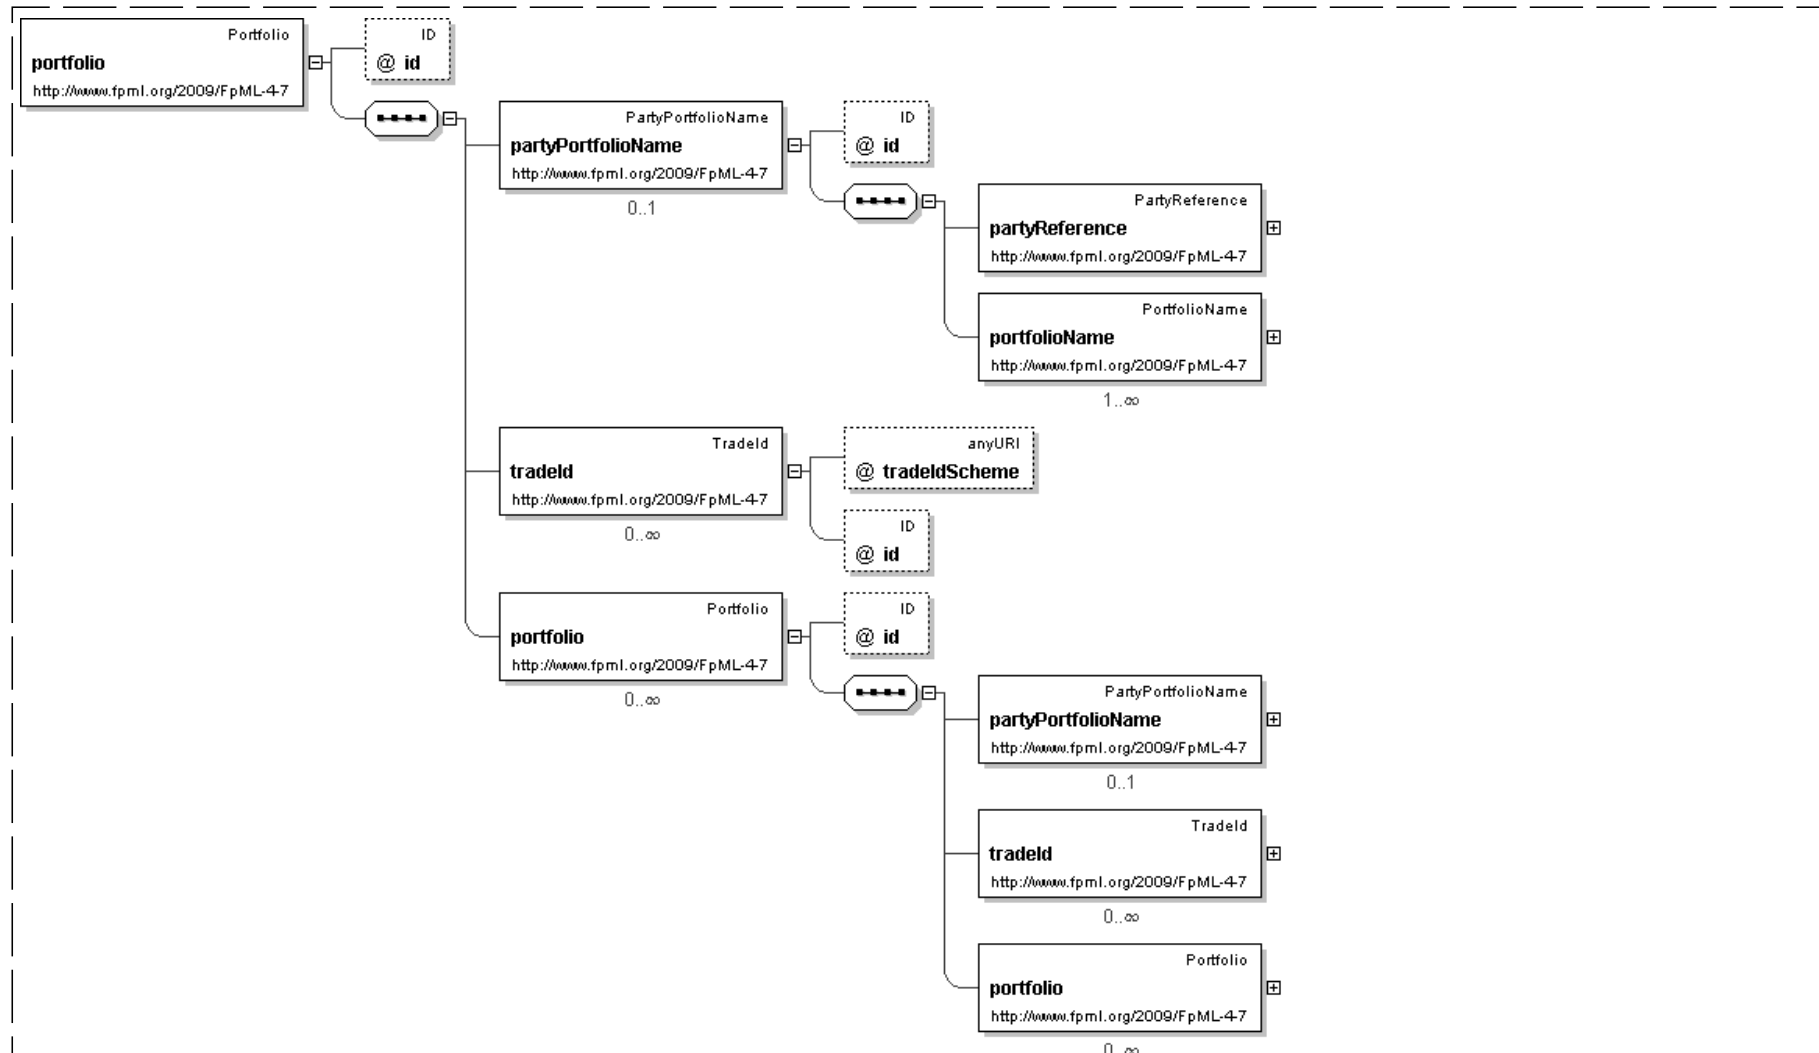 Portfolio
portfolio
http://www.fpml.org/2009/FpML-4-7
ID
@ id
PartyPortfolioName
partyPortfolioName
http://www.fpml.org/2009/FpML-4-7
0..1
ID
@ id
PartyReference
partyReference
http://www.fpml.org/2009/FpML-4-7
PortfolioName
portfolioName
http://www.fpml.org/2009/FpML-4-7
1..∞
TradeId
tradeId
http://www.fpml.org/2009/FpML-4-7
0..∞
anyURI
@ tradeIdScheme
ID
@ id
Portfolio
portfolio
http://www.fpml.org/2009/FpML-4-7
0..∞
ID
@ id
PartyPortfolioName
partyPortfolioName
http://www.fpml.org/2009/FpML-4-7
0..1
TradeId
tradeId
http://www.fpml.org/2009/FpML-4-7
0..∞
Portfolio
portfolio
http://www.fpml.org/2009/FpML-4-7
0..∞